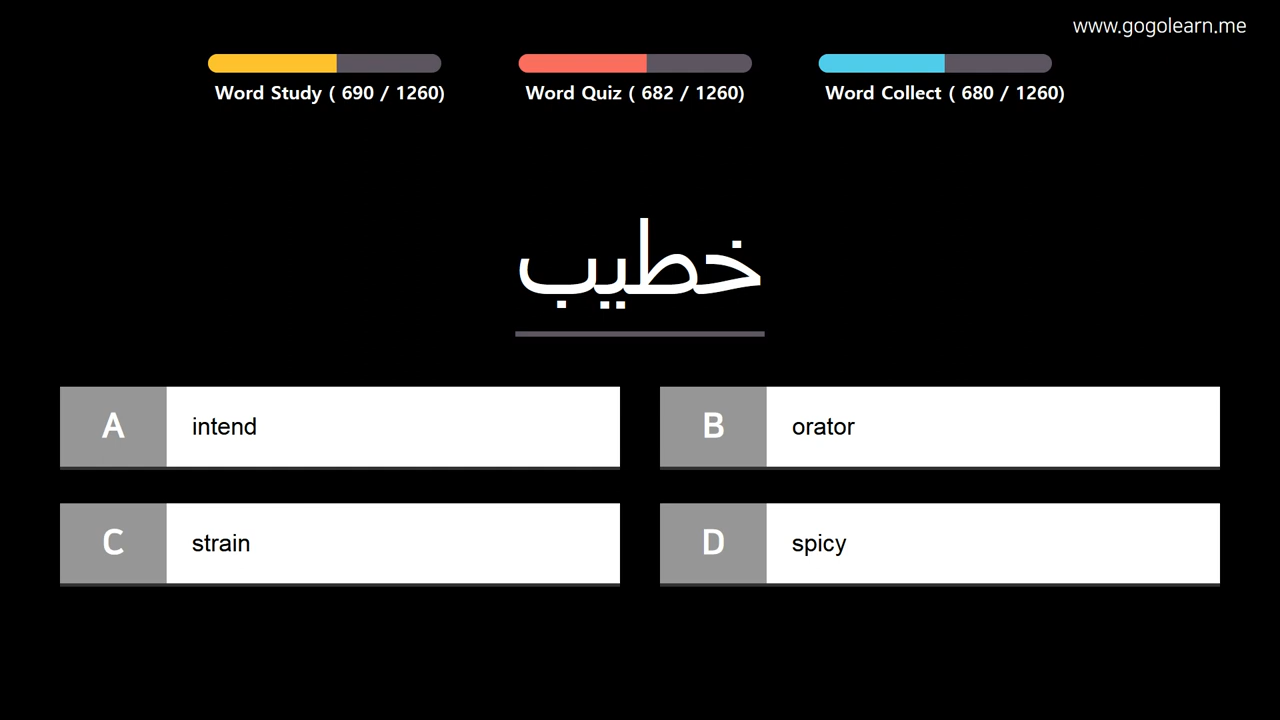 www.gogolearn.me
Word Study ( 690 / 1260)
Word Quiz ( 682 / 1260)
Word Collect ( 680 / 1260)
خطيب
A intend
B orator
C strain
D spicy